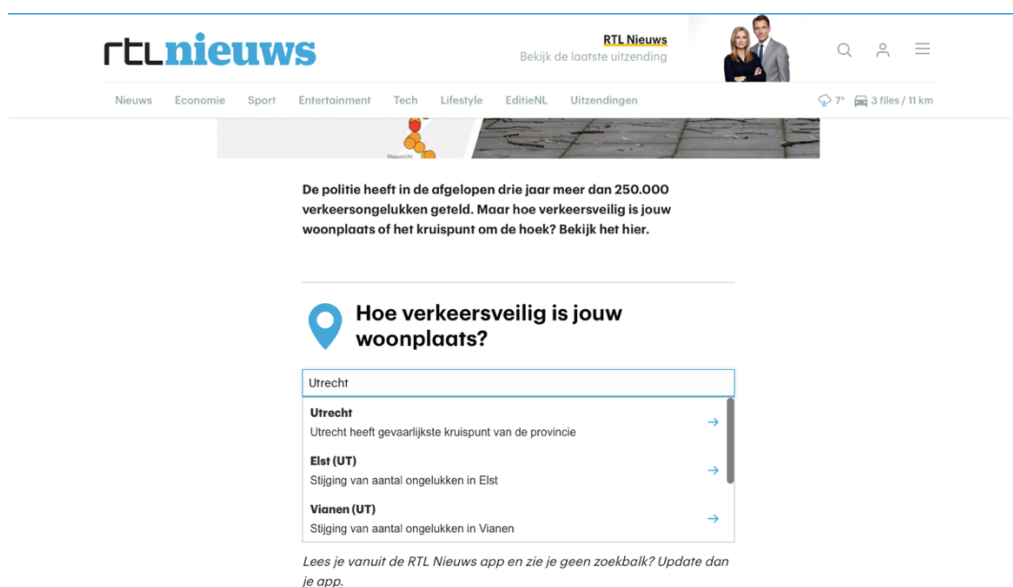 rtlnieuws
RTL Nieuws
Bekijk de laatste uitzending
Nieuws Economie Sport Entertainment Tech Lifestyle EditieNL Uitzendingen 7° 3 files / 11 km
Maastricht
De politie heeft in de afgelopen drie jaar meer dan 250.000
verkeersongelukken geteld. Maar hoe verkeersveilig is jouw
woonplaats of het kruispunt om de hoek? Bekijk het hier.
Hoe verkeersveilig is jouw
woonplaats?
Utrecht
Utrecht
Utrecht heeft gevaarlijkste kruispunt van de provincie
Elst (UT)
Stijging van aantal ongelukken in Elst
Vianen (UT)
Stijging van aantal ongelukken in Vianen
Lees je vanuit de RTL Nieuws app en zie je geen zoekbalk? Update dan
je app.